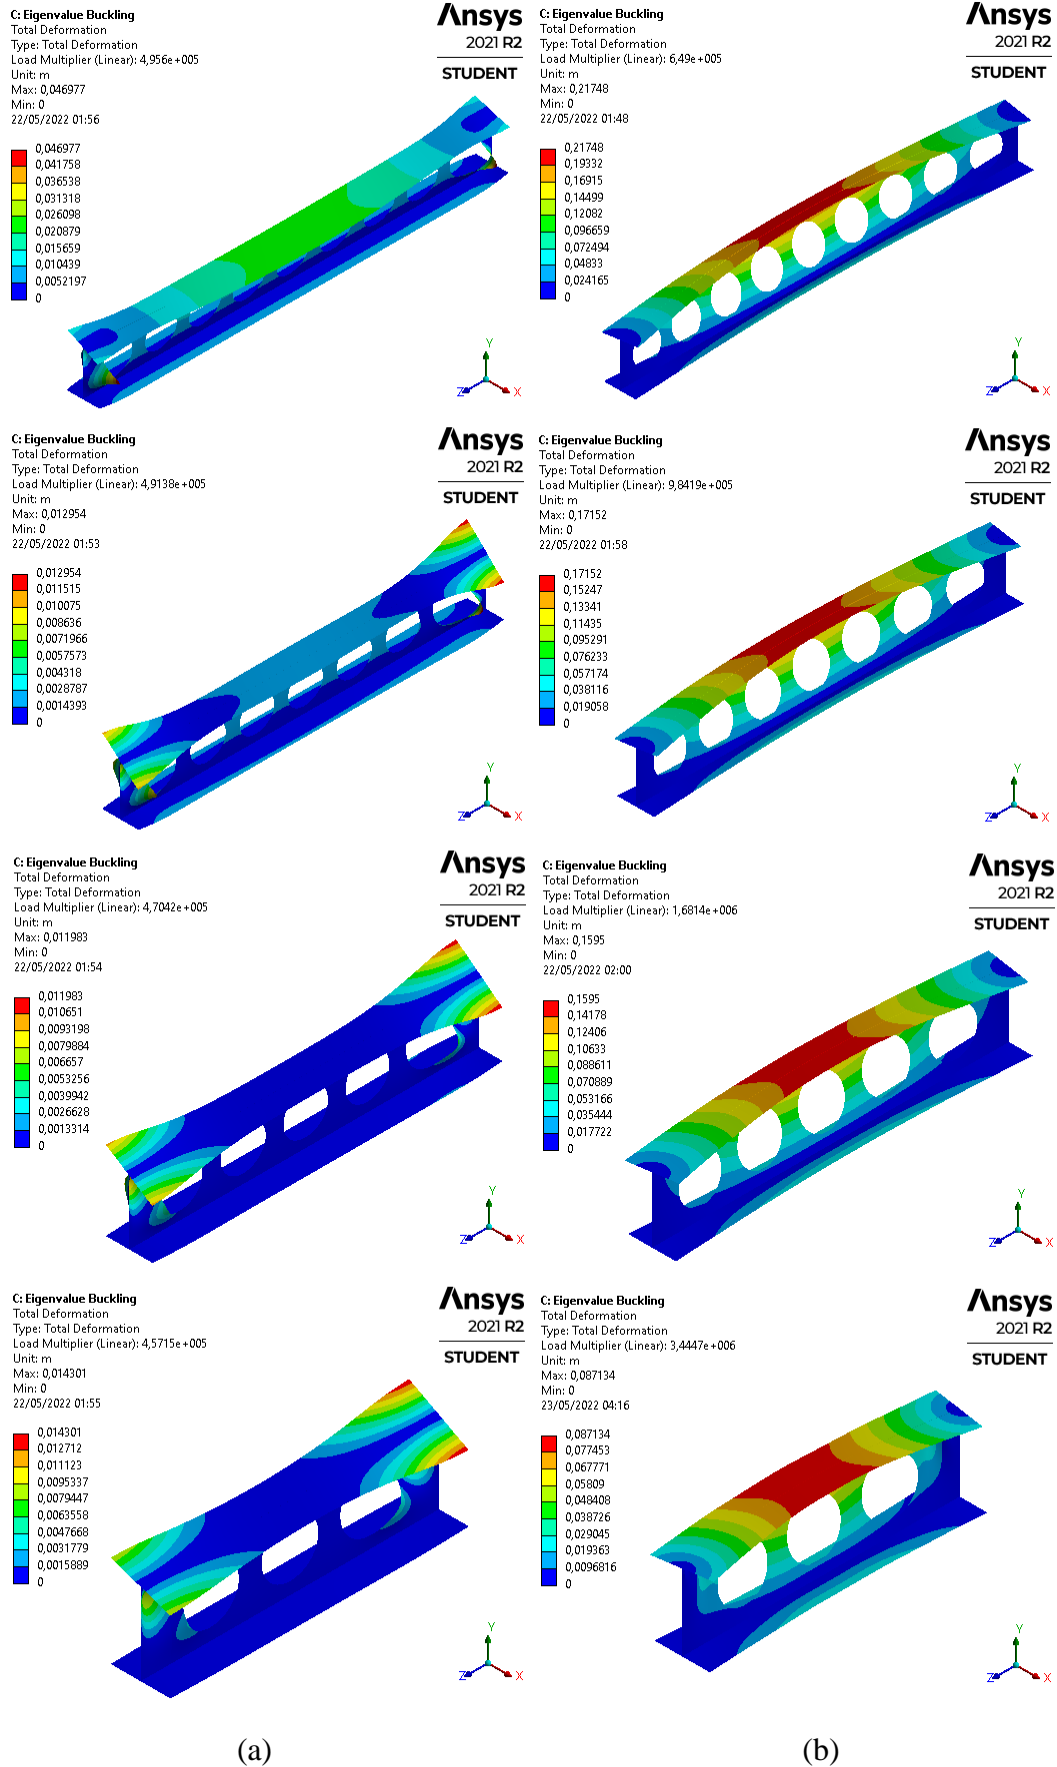 C: Eigenvalue Buckling
Total Deformation
Type: Total Deformation
Load Multiplier (Linear): 4,956e+005
Unit: m
Max: 0,046977
Min: 0
22/05/2022 01:56
Ansys
2021 R2
STUDENT
0,046977
0,041758
0,036538
0,031318
0,026098
0,020879
0,015659
0,010439
0,0052197
0
Y
Z
X
C: Eigenvalue Buckling
Total Deformation
Type: Total Deformation
Load Multiplier (Linear): 6,49e+005
Unit: m
Max: 0,21748
Min: 0
22/05/2022 01:48
Ansys
2021 R2
STUDENT
0,21748
0,19332
0,16915
0,14499
0,12082
0,096659
0,072494
0,04833
0,024165
0
Y
Z
X
C: Eigenvalue Buckling
Total Deformation
Type: Total Deformation
Load Multiplier (Linear): 4,9138e+005
Unit: m
Max: 0,012954
Min: 0
22/05/2022 01:53
Ansys
2021 R2
STUDENT
0,012954
0,011515
0,010075
0,008636
0,0071966
0,0057573
0,004318
0,0028787
0,0014393
0
Y
Z
X
C: Eigenvalue Buckling
Total Deformation
Type: Total Deformation
Load Multiplier (Linear): 9,8419e+005
Unit: m
Max: 0,17152
Min: 0
22/05/2022 01:58
Ansys
2021 R2
STUDENT
0,17152
0,15247
0,13341
0,11435
0,095291
0,076233
0,057174
0,038116
0,019058
0
Y
Z
X
C: Eigenvalue Buckling
Total Deformation
Type: Total Deformation
Load Multiplier (Linear): 4,7042e+005
Unit: m
Max: 0,011983
Min: 0
22/05/2022 01:54
Ansys
2021 R2
STUDENT
0,011983
0,010651
0,0093198
0,0079884
0,006657
0,0053256
0,0039942
0,0026628
0,0013314
0
Y
Z
X
C: Eigenvalue Buckling
Total Deformation
Type: Total Deformation
Load Multiplier (Linear): 1,6814e+006
Unit: m
Max: 0,1595
Min: 0
22/05/2022 02:00
Ansys
2021 R2
STUDENT
0,1595
0,14178
0,12406
0,10633
0,088611
0,070889
0,053166
0,035444
0,017722
0
Y
Z
X
C: Eigenvalue Buckling
Total Deformation
Type: Total Deformation
Load Multiplier (Linear): 4,5715e+005
Unit: m
Max: 0,014301
Min: 0
22/05/2022 01:55
Ansys
2021 R2
STUDENT
0,014301
0,012712
0,011123
0,0095337
0,0079447
0,0063558
0,0047668
0,0031779
0,0015889
0
Y
Z
X
C: Eigenvalue Buckling
Total Deformation
Type: Total Deformation
Load Multiplier (Linear): 3,4447e+006
Unit: m
Max: 0,087134
Min: 0
23/05/2022 04:16
Ansys
2021 R2
STUDENT
0,087134
0,077453
0,067771
0,05809
0,048408
0,038726
0,029045
0,019363
0,0096816
0
Y
Z
X
(a)
(b)